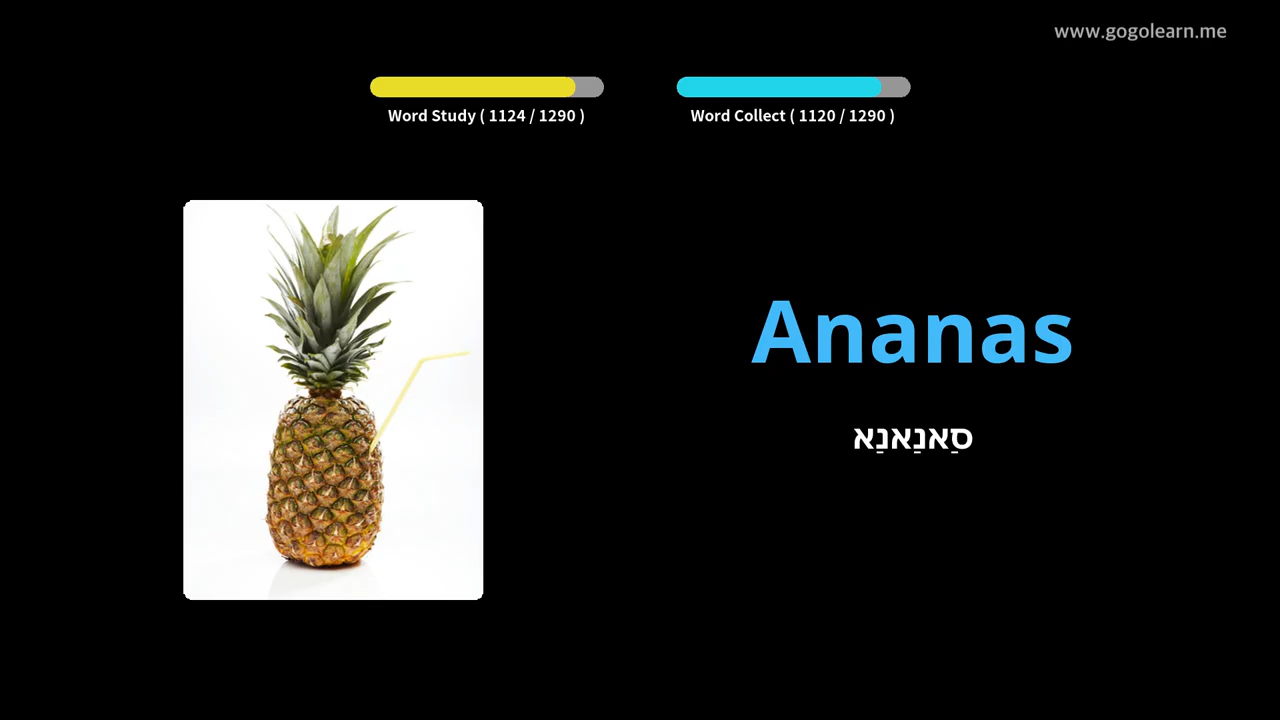 www.gogolearn.me
Word Study ( 1124 / 1290 )
Word Collect ( 1120 / 1290 )
Ananas
סַאנַאנַא